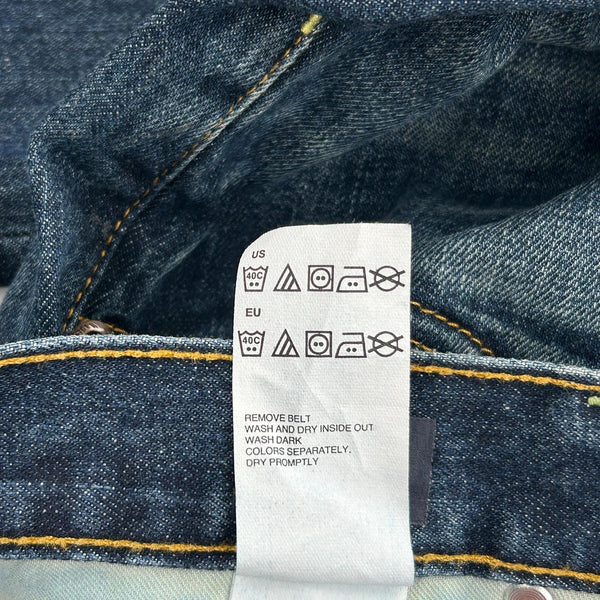 US
40C
EU
40C
REMOVE BELT
WASH AND DRY INSIDE OUT
WASH DARK
COLORS SEPARATELY,
DRY PROMPTLY